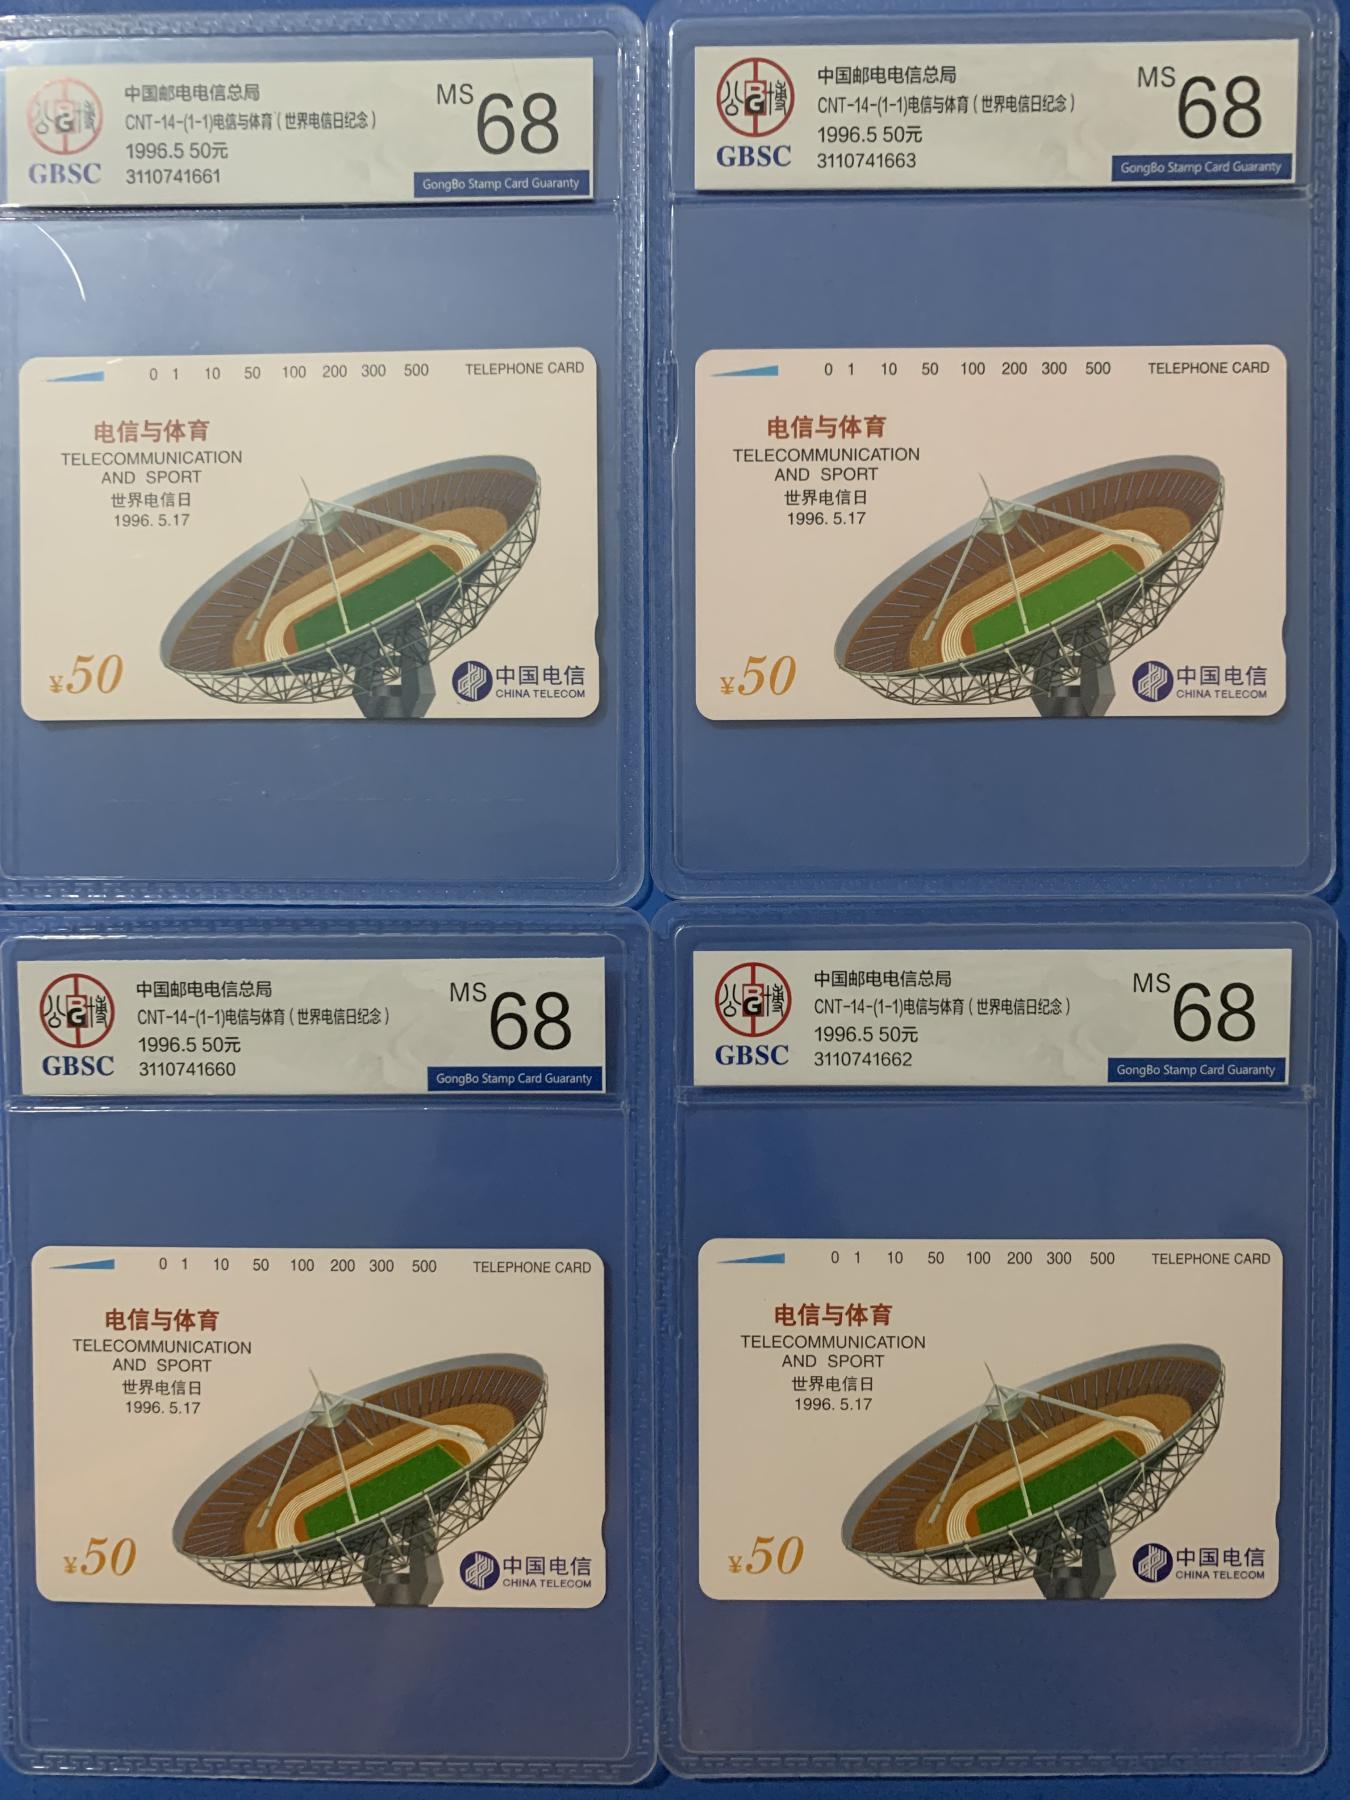 中国邮电电信总局
CNT-14-(1-1)电信与体育(世界电信日纪念)
1996.5 50元
3110741661
MS 68
GBSC
GongBo Stamp Card Guaranty
0 1 10 50 100 200 300 500 TELEPHONE CARD
电信与体育
TELECOMMUNICATION
AND SPORT
世界电信日
1996. 5.17
¥50
中国电信
CHINA TELECOM
中国邮电电信总局
CNT-14-(1-1)电信与体育(世界电信日纪念)
1996.5 50元
3110741663
MS 68
公博
BG
GBSC
GongBo Stamp Card Guaranty
0 1 10 50 100 200 300 500 TELEPHONE CARD
电信与体育
TELECOMMUNICATION
AND SPORT
世界电信日
1996. 5.17
¥50
中国电信
CHINA TELECOM
中国邮电电信总局
CNT-14-(1-1)电信与体育(世界电信日纪念)
1996.5 50元
3110741660
MS 68
公博
BG
GBSC
GongBo Stamp Card Guaranty
0 1 10 50 100 200 300 500 TELEPHONE CARD
电信与体育
TELECOMMUNICATION
AND SPORT
世界电信日
1996. 5.17
¥50
中国电信
CHINA TELECOM
中国邮电电信总局
CNT-14-(1-1)电信与体育(世界电信日纪念)
1996.5 50元
3110741662
MS 68
公博
BG
GBSC
GongBo Stamp Card Guaranty
0 1 10 50 100 200 300 500 TELEPHONE CARD
电信与体育
TELECOMMUNICATION
AND SPORT
世界电信日
1996. 5.17
¥50
中国电信
CHINA TELECOM